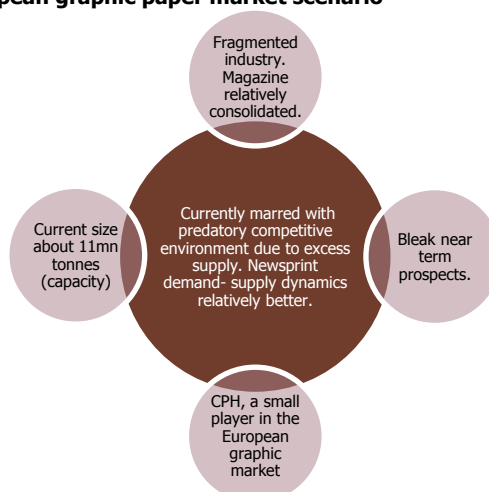 pean graphic paper market scenario
Fragmented
industry.
Magazine
relatively
consolidated.
Current size
about 11mn
tonnes
(capacity)
Currently marred with
predatory competitive
environment due to excess
supply. Newsprint
demand- supply dynamics
relatively better.
Bleak near
term
prospects.
CPH, a small
player in the
European
graphic
market